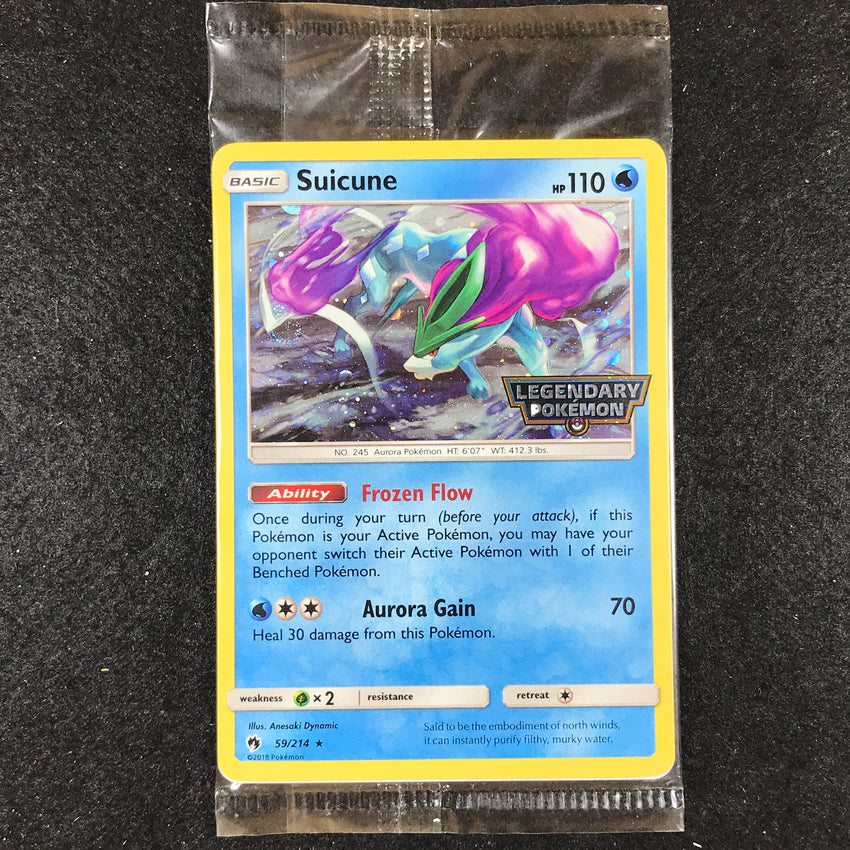 BASIC Suicune HP 110
LEGENDARY
POKÉMON
NO. 245 Aurora Pokémon HT: 6'07" WT: 412.3 lbs.
Ability Frozen Flow
Once during your turn (before your attack), if this
Pokémon is your Active Pokémon, you may have your
opponent switch their Active Pokémon with 1 of their
Benched Pokémon.
Aurora Gain 70
Heal 30 damage from this Pokémon.
weakness × 2 resistance retreat
Illus. Anesaki Dynamic
59/214 ★
©2018 Pokémon
Said to be the embodiment of north winds,
it can instantly purify filthy, murky water.